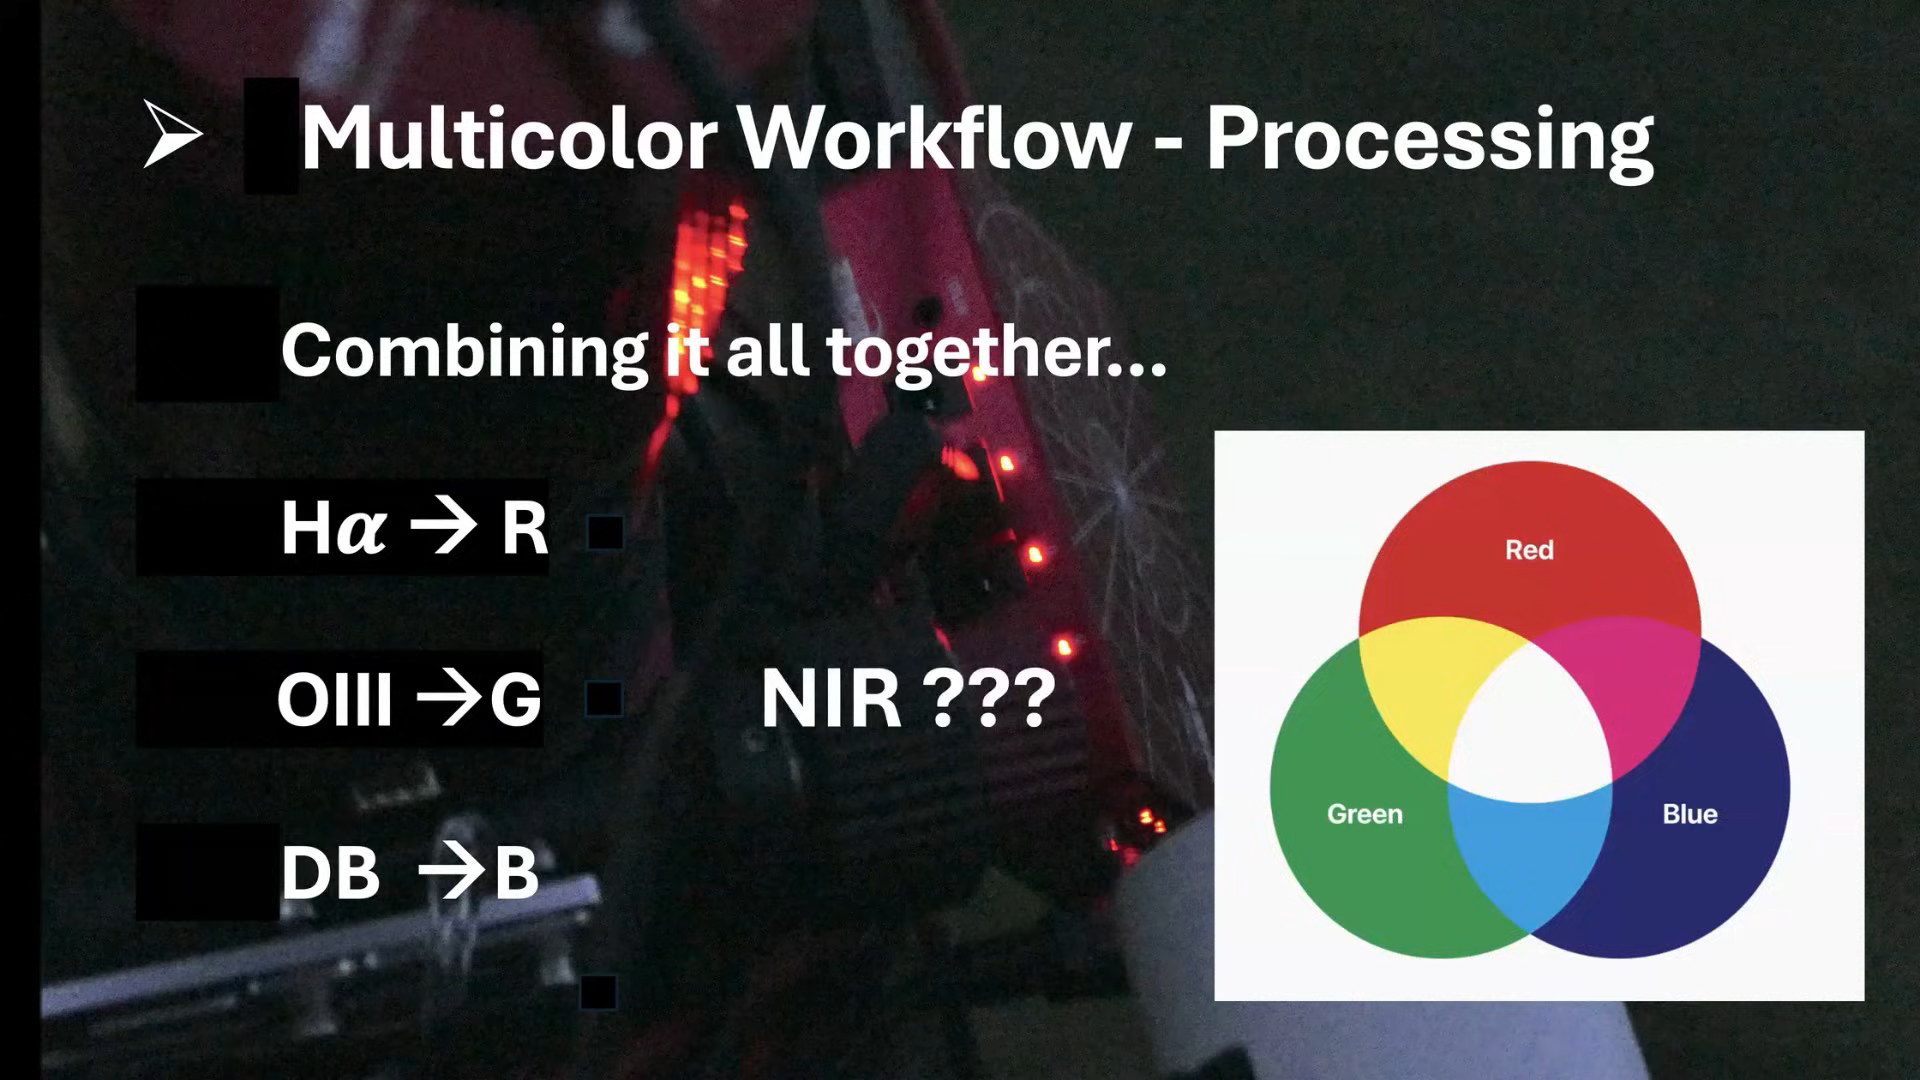 Multicolor Workflow - Processing
Combining it all together...
Hα → R
OIII → G
NIR ???
DB → B
Red
Green
Blue